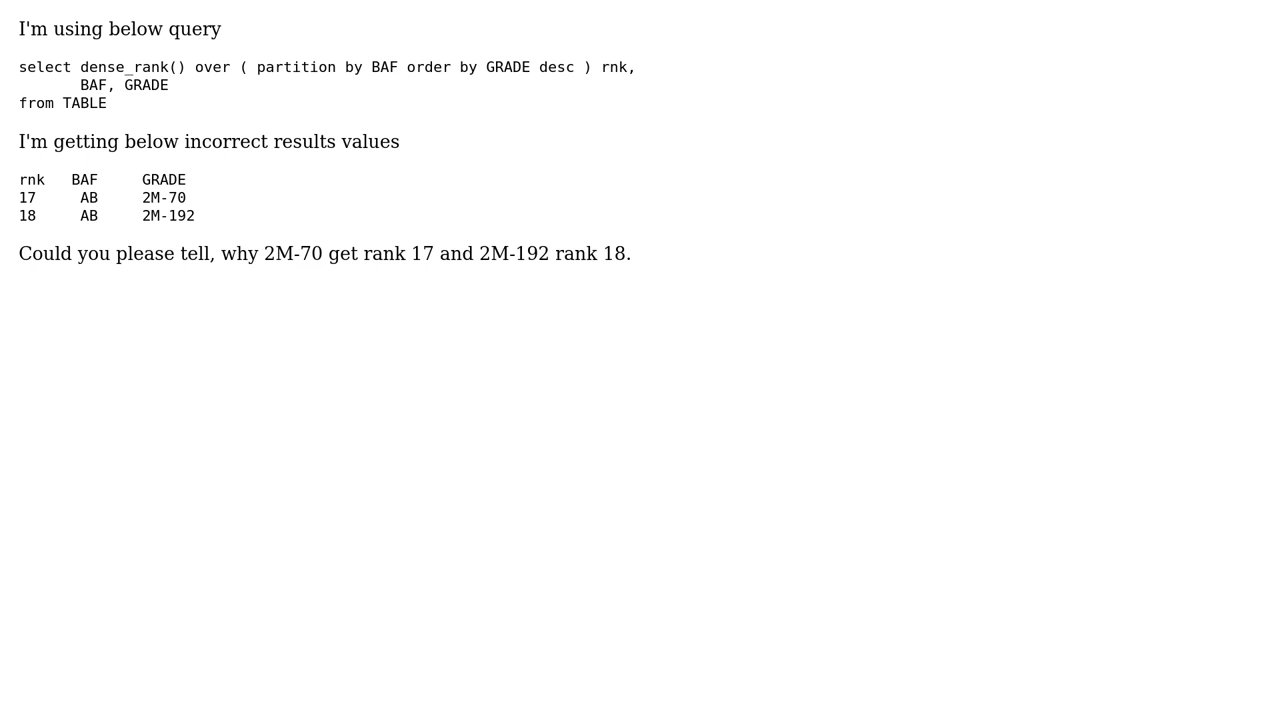 I'm using below query
select dense_rank() over ( partition by BAF order by GRADE desc ) rnk,
       BAF, GRADE
from TABLE
I'm getting below incorrect results values
rnk   BAF     GRADE
17     AB     2M-70
18     AB     2M-192
Could you please tell, why 2M-70 get rank 17 and 2M-192 rank 18.